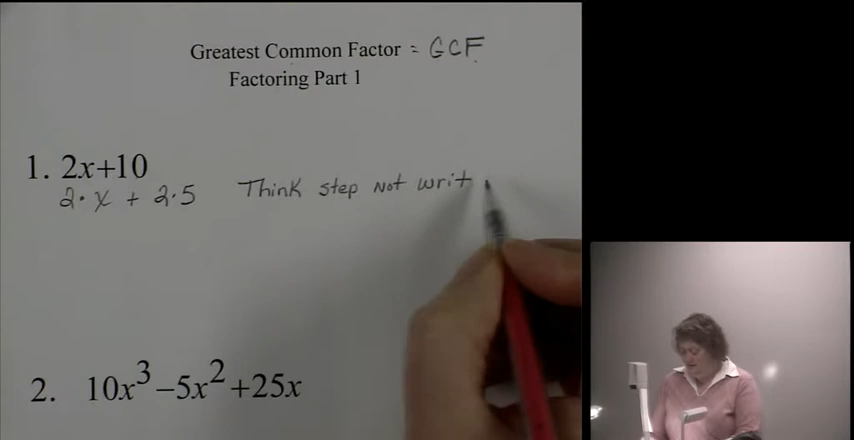 Greatest Common Factor = GCF
Factoring Part 1
1. 2x+10
2·x + 2·5 Think step Not writ
2. 10x³–5x²+25x